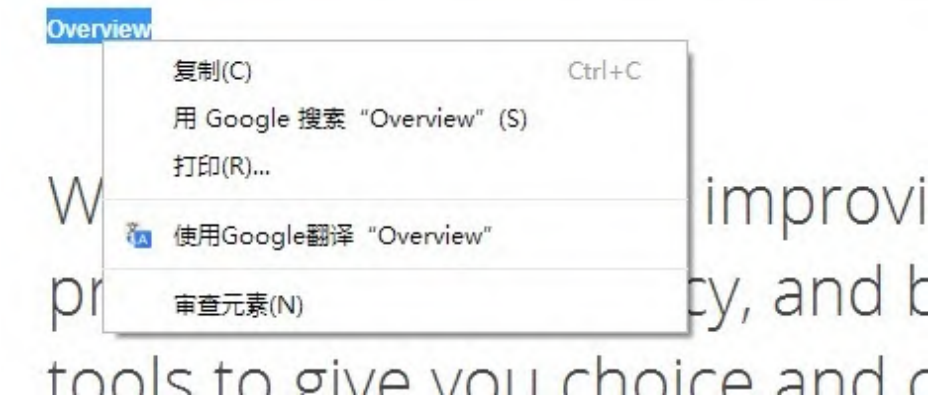 Overview
复制(C) Ctrl+C
用 Google 搜索“Overview”(S)
打印(R)...
W improvi
使用Google翻译“Overview”
pr cy, and b
审查元素(N)
tools to give you choice and